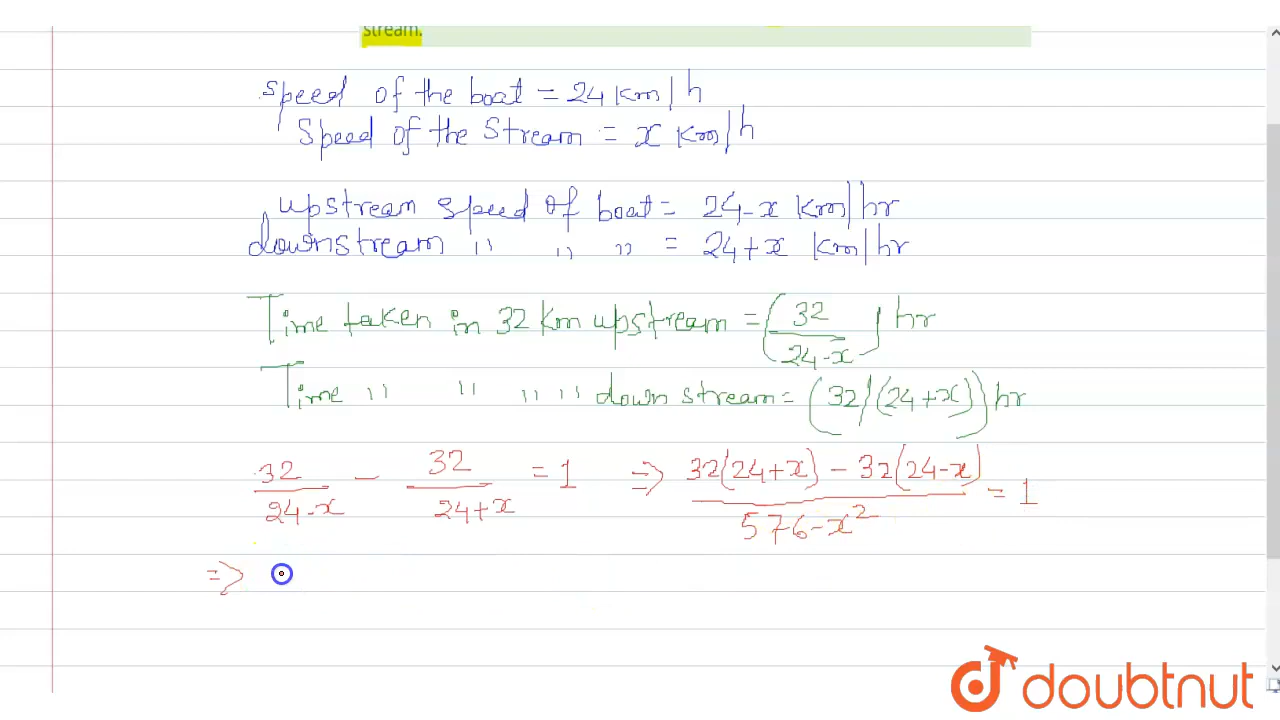 stream.
Speed of the boat = 24 km/h
Speed of the Stream = x km/h
upstream speed of boat = 24-x km/hr
downstream " " " = 24+x km/hr
Time taken in 32 km upstream = (32/24-x) hr
Time " " " " down stream = (32/(24+x)) hr
32/24-x - 32/24+x = 1 => 32(24+x) - 32(24-x)/576-x² = 1
=>
doubtnut